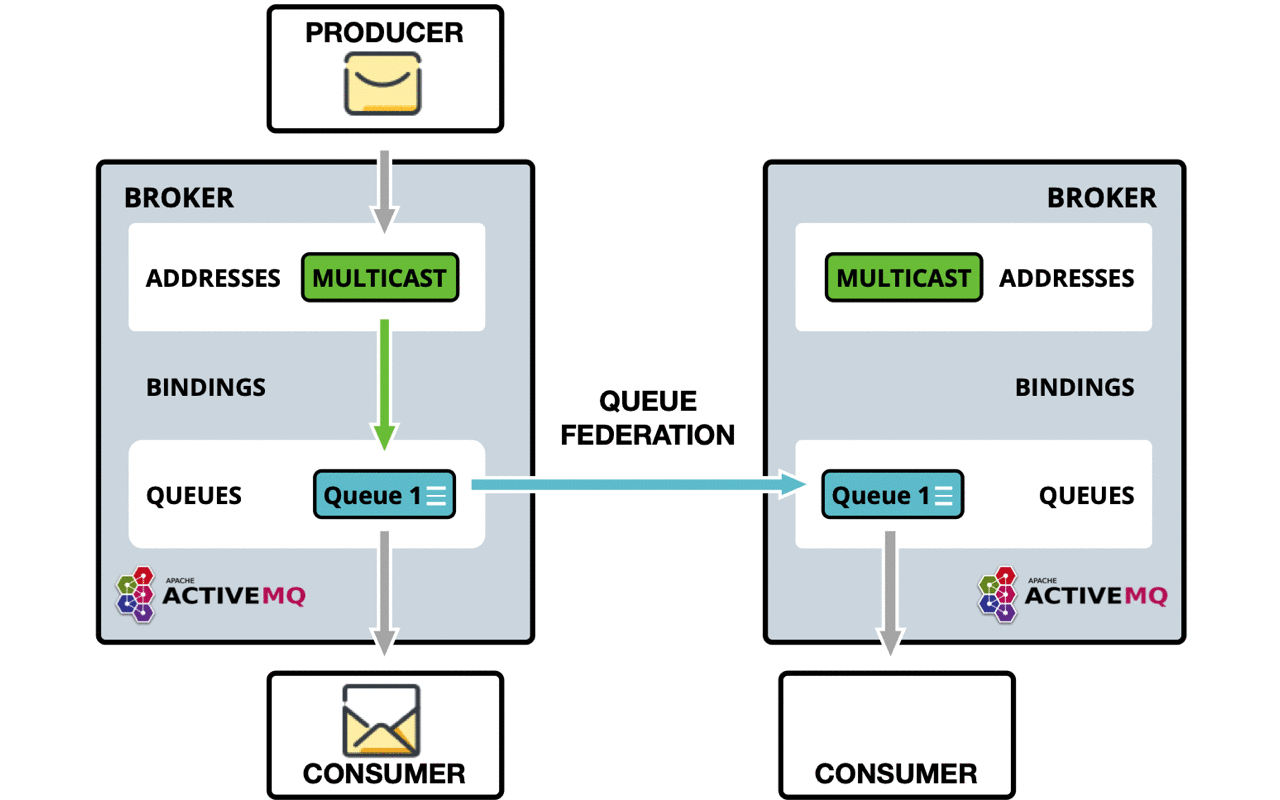 PRODUCER
BROKER
ADDRESSES
MULTICAST
BINDINGS
QUEUES
Queue 1
APACHE
ACTIVEMQ
CONSUMER
QUEUE
FEDERATION
BROKER
MULTICAST
ADDRESSES
BINDINGS
Queue 1
QUEUES
APACHE
ACTIVEMQ
CONSUMER